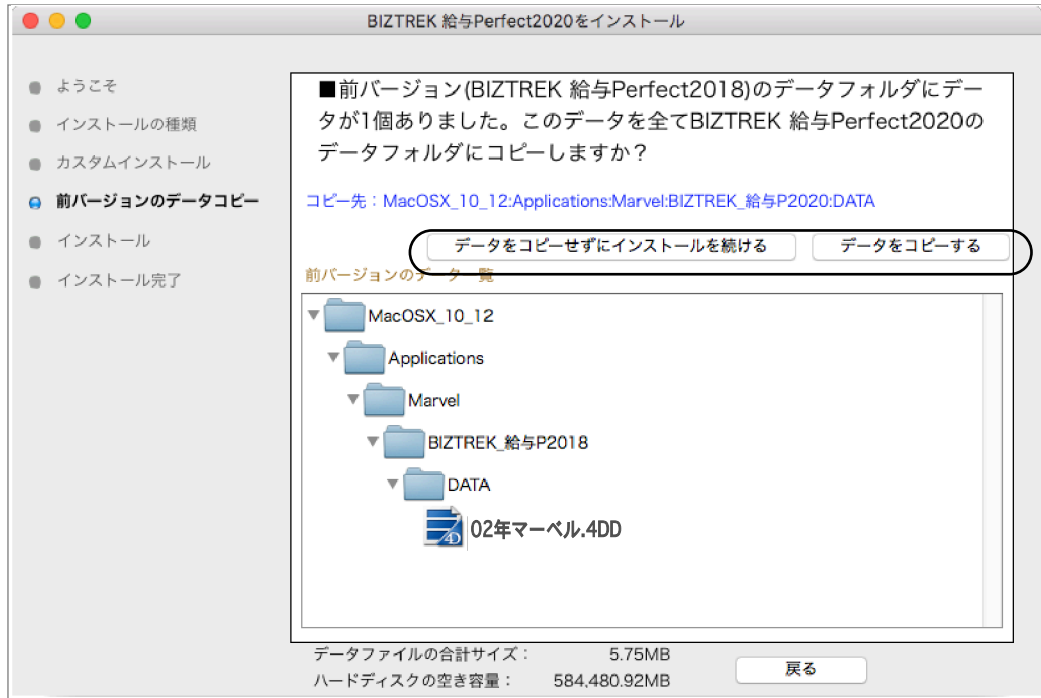 BIZTREK 給与Perfect2020をインストール
ようこそ
インストールの種類
カスタムインストール
前バージョンのデータコピー
インストール
インストール完了
■前バージョン(BIZTREK 給与Perfect2018)のデータフォルダにデー
タが1個ありました。このデータを全てBIZTREK 給与Perfect2020の
データフォルダにコピーしますか？
コピー先：MacOSX_10_12:Applications:Marvel:BIZTREK_給与P2020:DATA
データをコピーせずにインストールを続ける
データをコピーする
前バージョンのデータ一覧
MacOSX_10_12
Applications
Marvel
BIZTREK_給与P2018
DATA
02年マーベル.4DD
データファイルの合計サイズ： 5.75MB
ハードディスクの空き容量： 584,480.92MB
戻る